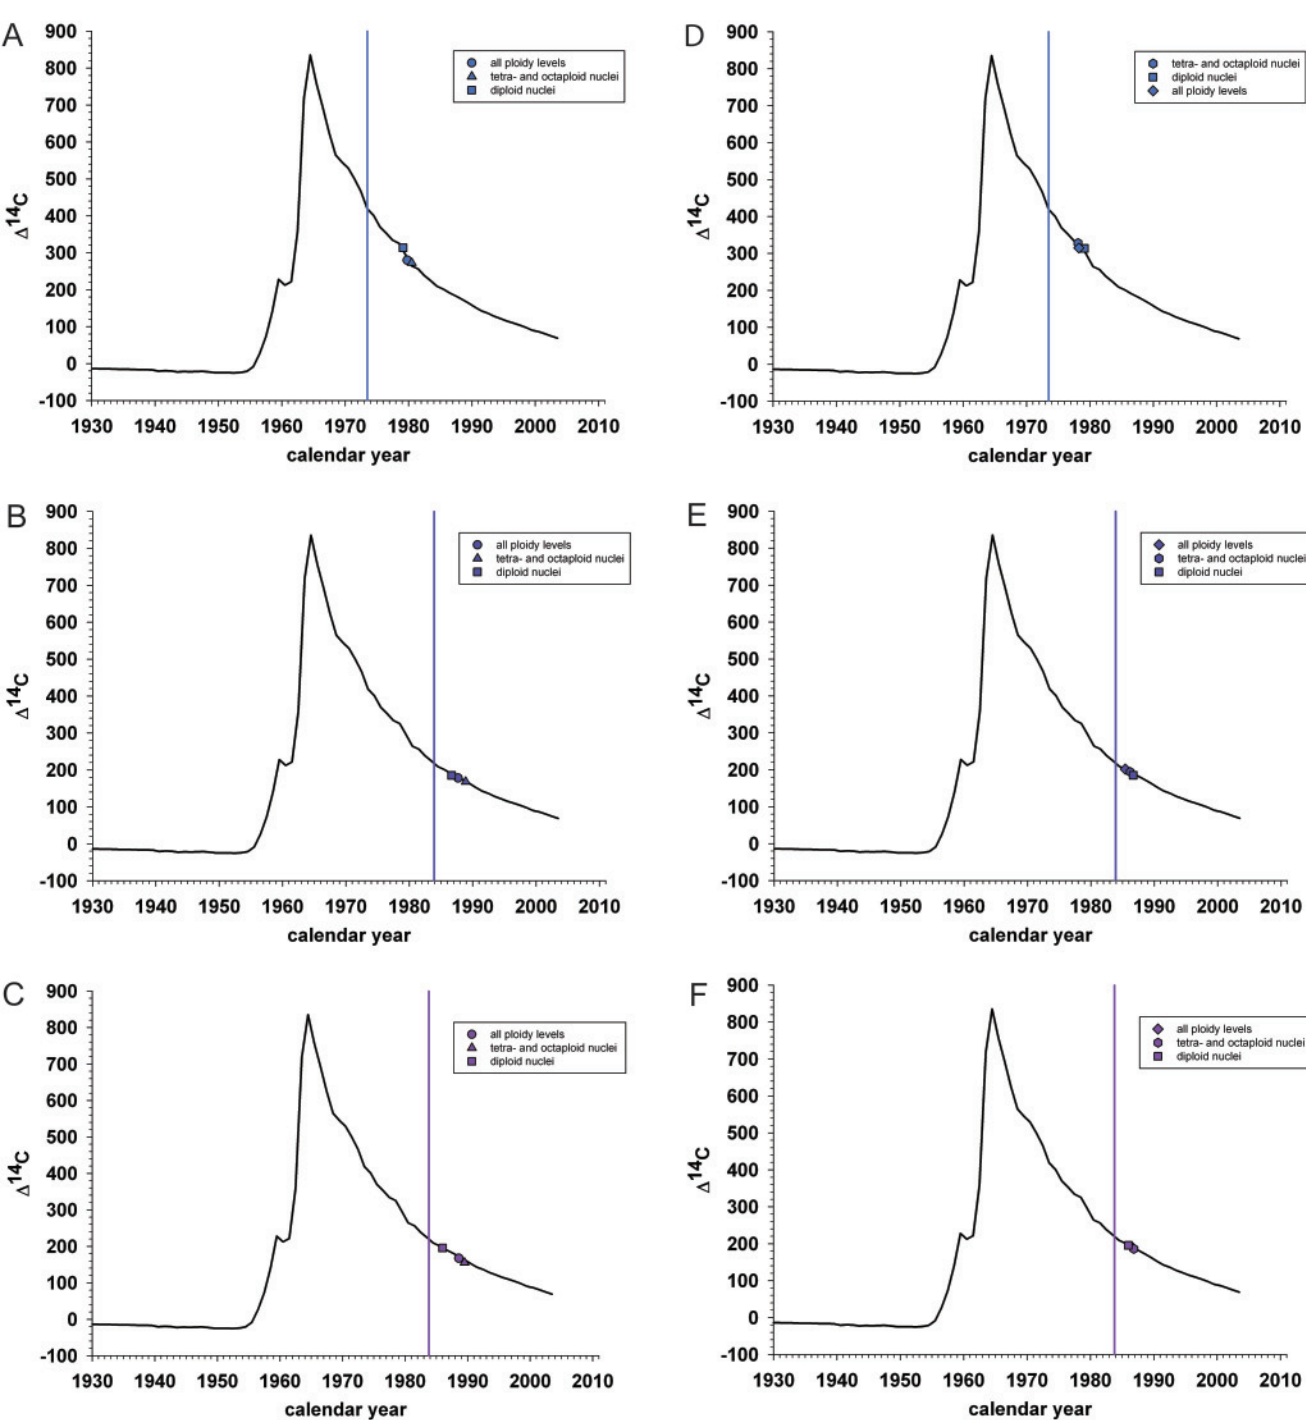 A
900
800
700
600
500
400
300
200
100
0
-100
Δ14C
all ploidy levels
tetra- and octaploid nuclei
diploid nuclei
1930 1940 1950 1960 1970 1980 1990 2000 2010
calendar year
D
900
800
700
600
500
400
300
200
100
0
-100
Δ14C
tetra- and octaploid nuclei
diploid nuclei
all ploidy levels
1930 1940 1950 1960 1970 1980 1990 2000 2010
calendar year
B
900
800
700
600
500
400
300
200
100
0
-100
Δ14C
all ploidy levels
tetra- and octaploid nuclei
diploid nuclei
1930 1940 1950 1960 1970 1980 1990 2000 2010
calendar year
E
900
800
700
600
500
400
300
200
100
0
-100
Δ14C
all ploidy levels
tetra- and octaploid nuclei
diploid nuclei
1930 1940 1950 1960 1970 1980 1990 2000 2010
calendar year
C
900
800
700
600
500
400
300
200
100
0
-100
Δ14C
all ploidy levels
tetra- and octaploid nuclei
diploid nuclei
1930 1940 1950 1960 1970 1980 1990 2000 2010
calendar year
F
900
800
700
600
500
400
300
200
100
0
-100
Δ14C
all ploidy levels
tetra- and octaploid nuclei
diploid nuclei
1930 1940 1950 1960 1970 1980 1990 2000 2010
calendar year